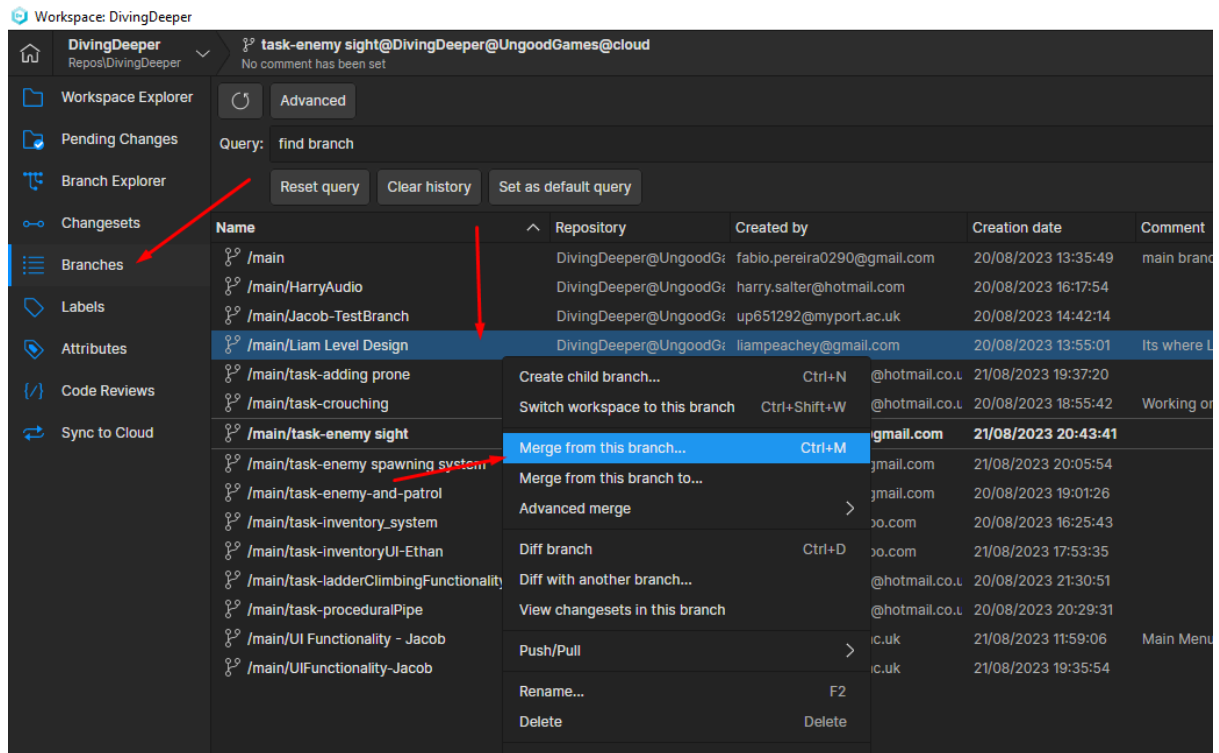 Workspace: DivingDeeper
DivingDeeper
Repos\DivingDeeper
task-enemy sight@DivingDeeper@UngoodGames@cloud
No comment has been set
Workspace Explorer
Pending Changes
Branch Explorer
Changesets
Branches
Labels
Attributes
Code Reviews
Sync to Cloud
Advanced
Query: find branch
Reset query Clear history Set as default query
Name Repository Created by Creation date Comment
/main DivingDeeper@UngoodGa fabio.pereira0290@gmail.com 20/08/2023 13:35:49 main branc
/main/HarryAudio DivingDeeper@UngoodGa harry.salter@hotmail.com 20/08/2023 16:17:54
/main/Jacob-TestBranch DivingDeeper@UngoodGa up651292@myport.ac.uk 20/08/2023 14:42:14
/main/Liam Level Design DivingDeeper@UngoodGa liampeachey@gmail.com 20/08/2023 13:55:01 Its where L
/main/task-adding prone @hotmail.co.u 21/08/2023 19:37:20
/main/task-crouching @hotmail.co.u 20/08/2023 18:55:42 Working or
/main/task-enemy sight gmail.com 21/08/2023 20:43:41
/main/task-enemy spawning system gmail.com 21/08/2023 20:05:54
/main/task-enemy-and-patrol gmail.com 20/08/2023 19:01:26
/main/task-inventory_system oo.com 20/08/2023 16:25:43
/main/task-inventoryUI-Ethan oo.com 21/08/2023 17:53:35
/main/task-ladderClimbingFunctionality @hotmail.co.u 20/08/2023 21:30:51
/main/task-proceduralPipe @hotmail.co.u 20/08/2023 20:29:31
/main/UI Functionality - Jacob c.uk 21/08/2023 11:59:06 Main Menu
/main/UIFunctionality-Jacob c.uk 21/08/2023 19:35:54
Create child branch... Ctrl+N
Switch workspace to this branch Ctrl+Shift+W
Merge from this branch... Ctrl+M
Merge from this branch to...
Advanced merge
Diff branch Ctrl+D
Diff with another branch...
View changesets in this branch
Push/Pull
Rename... F2
Delete Delete